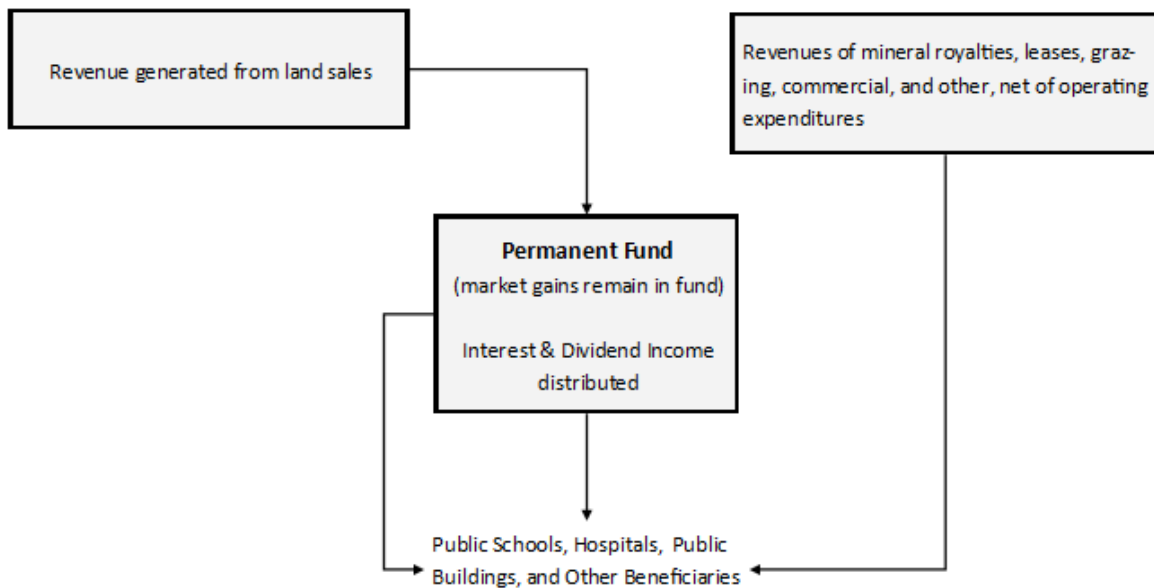 Revenue generated from land sales
Revenues of mineral royalties, leases, graz-
ing, commercial, and other, net of operating
expenditures
Permanent Fund
(market gains remain in fund)
Interest & Dividend Income
distributed
Public Schools, Hospitals, Public
Buildings, and Other Beneficiaries